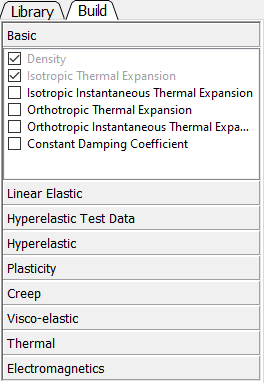 Library Build
Basic
Density
Isotropic Thermal Expansion
Isotropic Instantaneous Thermal Expansion
Orthotropic Thermal Expansion
Orthotropic Instantaneous Thermal Expa...
Constant Damping Coefficient
Linear Elastic
Hyperelastic Test Data
Hyperelastic
Plasticity
Creep
Visco-elastic
Thermal
Electromagnetics